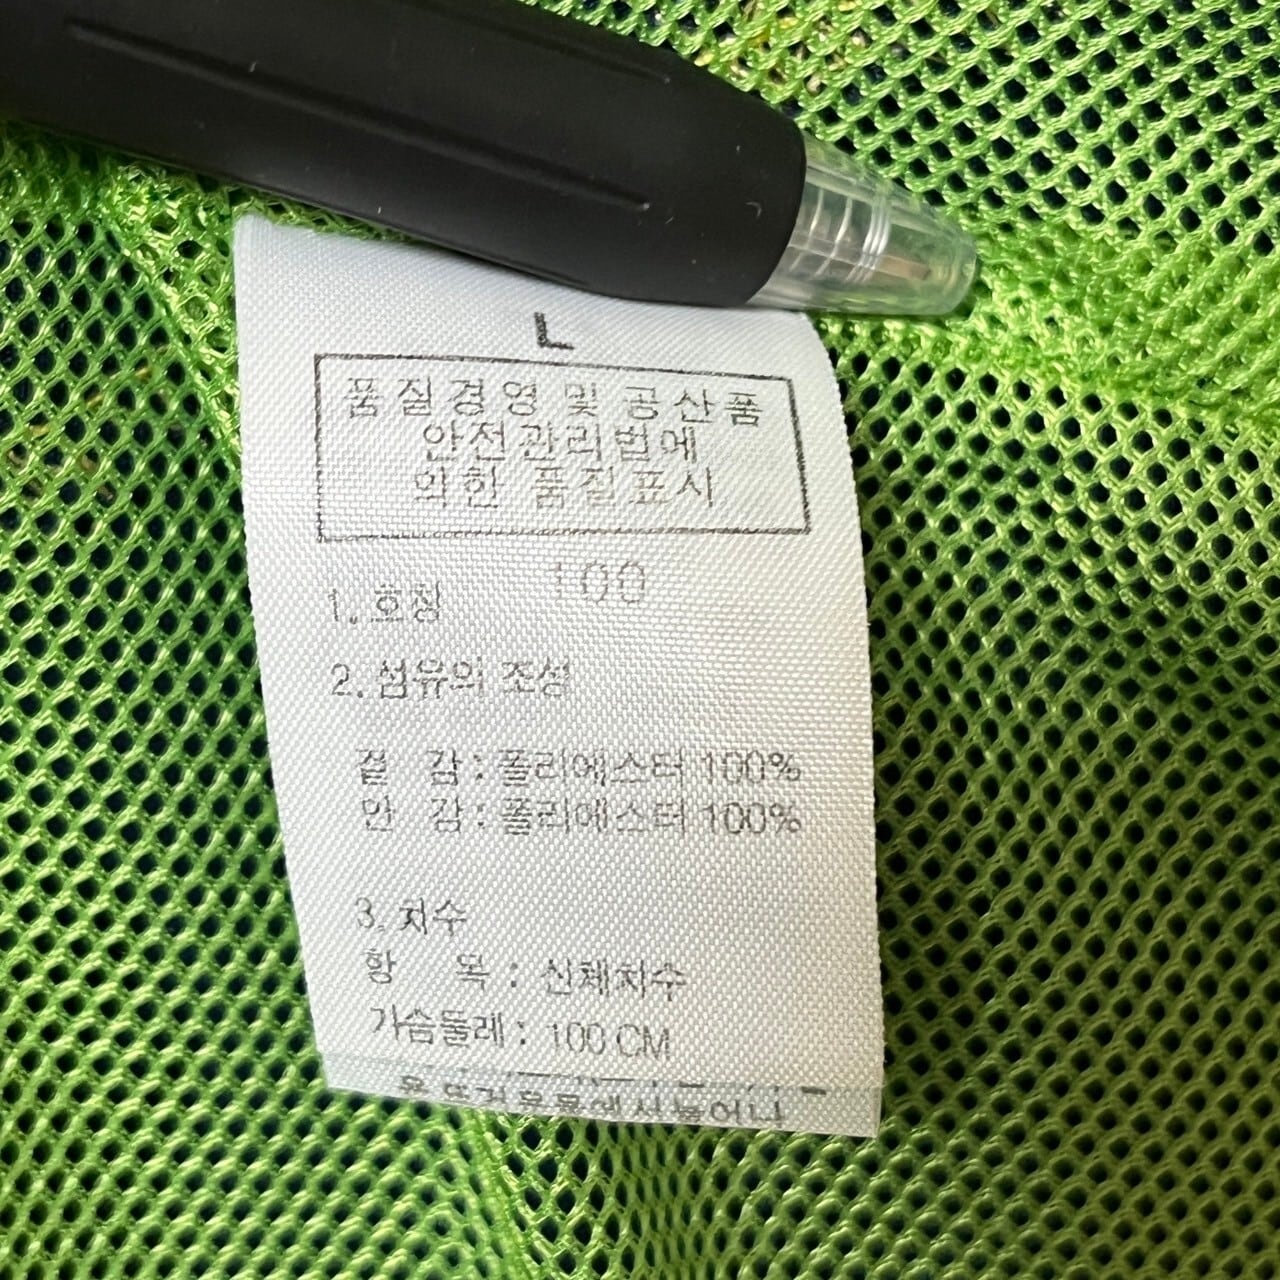 L
품질경영 및 공산품
안전관리법에
의한 품질표시
1. 호칭 100
2. 섬유의 조성
겉 감 : 폴리에스터 100%
안 감 : 폴리에스터 100%
3. 치수
항 목 : 신체치수
가슴둘레 : 100 CM